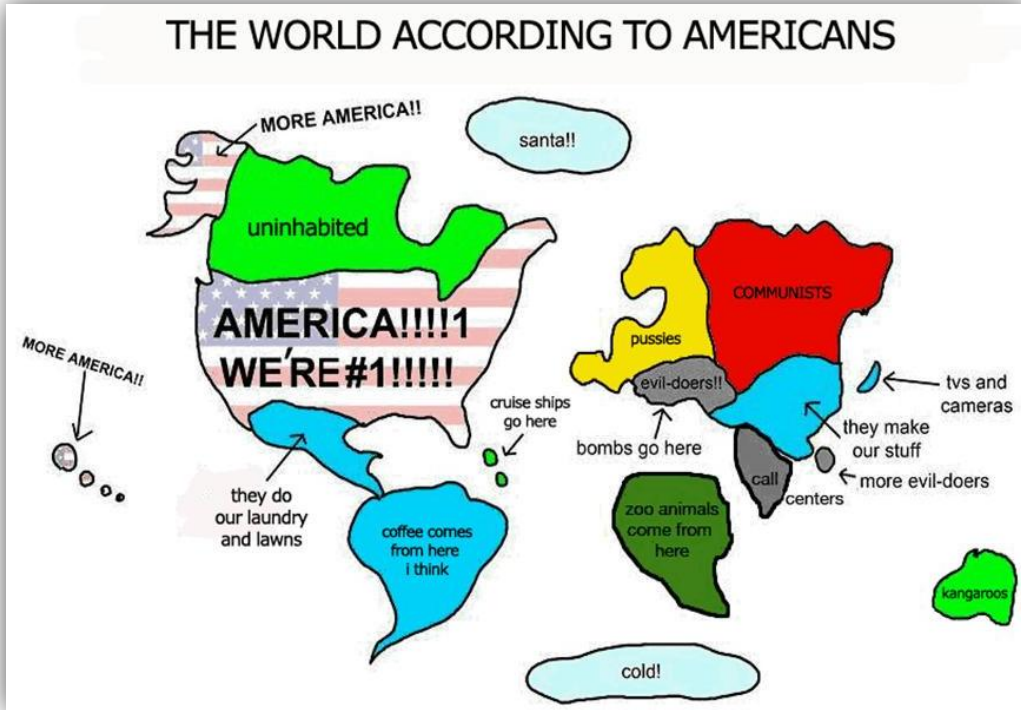 THE WORLD ACCORDING TO AMERICANS
MORE AMERICA!!
santa!!
uninhabited
COMMUNISTS
AMERICA!!!!1
WE'RE #1!!!!!
pussies
MORE AMERICA!!
evil-doers!!
tvs and
cameras
cruise ships
go here
bombs go here
they make
our stuff
they do
our laundry
and lawns
call
centers
more evil-doers
zoo animals
come from
here
coffee comes
from here
i think
kangaroos
cold!